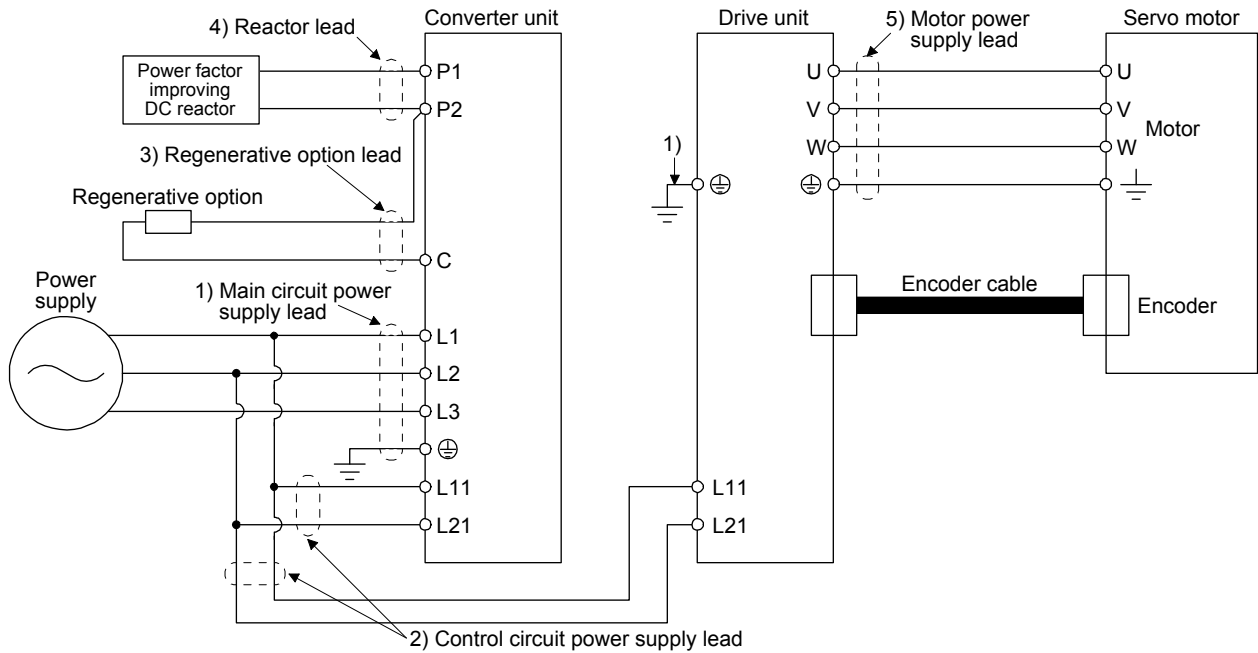 Converter unit
Drive unit
Servo motor
4) Reactor lead
5) Motor power
supply lead
Power factor
improving
DC reactor
P1
P2
U
V
W
U
V
W
Motor
1)
3) Regenerative option lead
Regenerative option
C
Power
supply
1) Main circuit power
supply lead
Encoder cable
Encoder
L1
L2
L3
L11
L21
L11
L21
2) Control circuit power supply lead